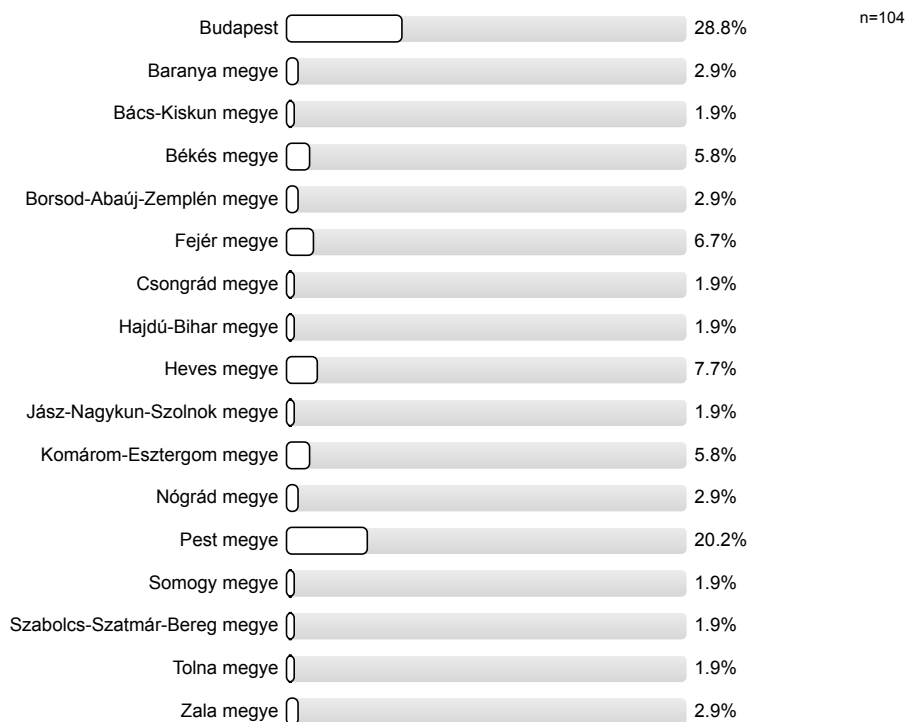 n=104
Budapest 28.8%
Baranya megye 2.9%
Bács-Kiskun megye 1.9%
Békés megye 5.8%
Borsod-Abaúj-Zemplén megye 2.9%
Fejér megye 6.7%
Csongrád megye 1.9%
Hajdú-Bihar megye 1.9%
Heves megye 7.7%
Jász-Nagykun-Szolnok megye 1.9%
Komárom-Esztergom megye 5.8%
Nógrád megye 2.9%
Pest megye 20.2%
Somogy megye 1.9%
Szabolcs-Szatmár-Bereg megye 1.9%
Tolna megye 1.9%
Zala megye 2.9%